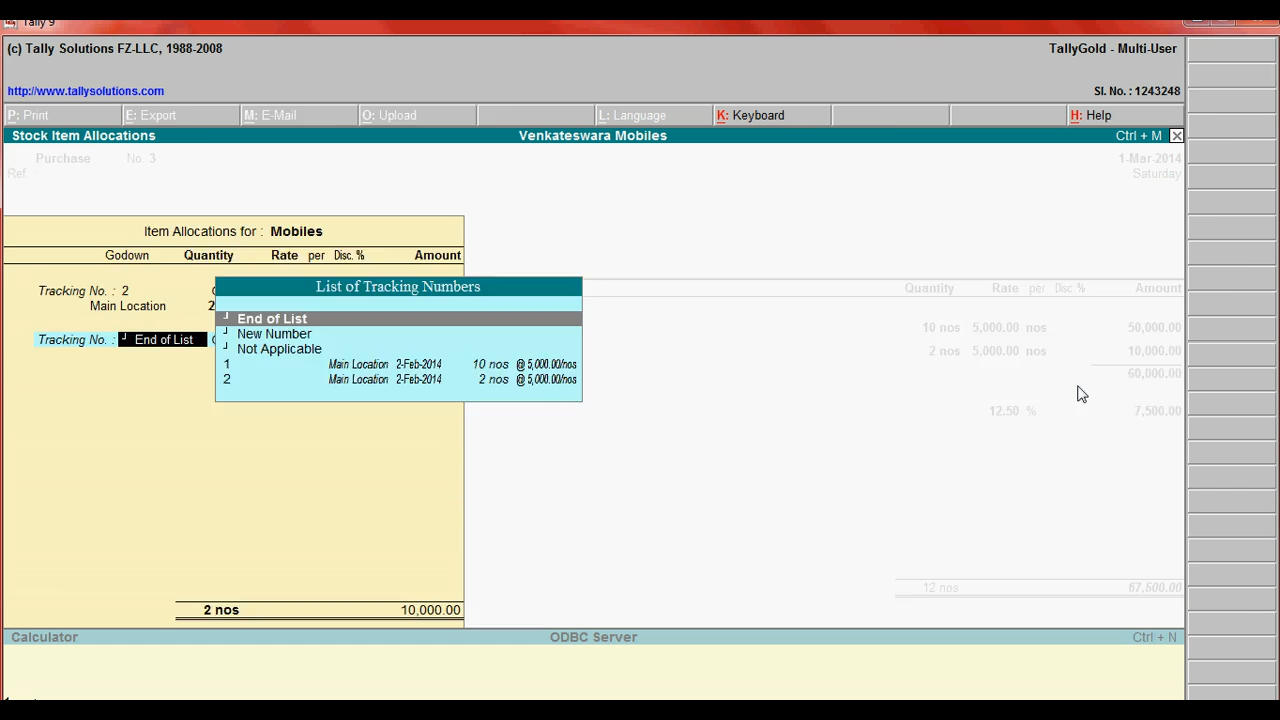 Tally 9
(c) Tally Solutions FZ-LLC, 1988-2008
TallyGold - Multi-User
http://www.tallysolutions.com
Sl. No. : 1243248
P: Print E: Export M: E-Mail O: Upload L: Language K: Keyboard H: Help
Stock Item Allocations Venkateswara Mobiles Ctrl + M
Purchase No. 3 1-Mar-2014
Ref. Saturday
Item Allocations for : Mobiles
Godown Quantity Rate per Disc. % Amount
Tracking No. : 2
Main Location 2
Tracking No. : ┘ End of List
List of Tracking Numbers
┘ End of List
┘ New Number
┘ Not Applicable
1 Main Location 2-Feb-2014 10 nos @ 5,000.00/nos
2 Main Location 2-Feb-2014 2 nos @ 5,000.00/nos
Quantity Rate per Disc. % Amount
10 nos 5,000.00 nos 50,000.00
2 nos 5,000.00 nos 10,000.00
60,000.00
12.50 % 7,500.00
12 nos 67,500.00
2 nos 10,000.00
Calculator ODBC Server Ctrl + N